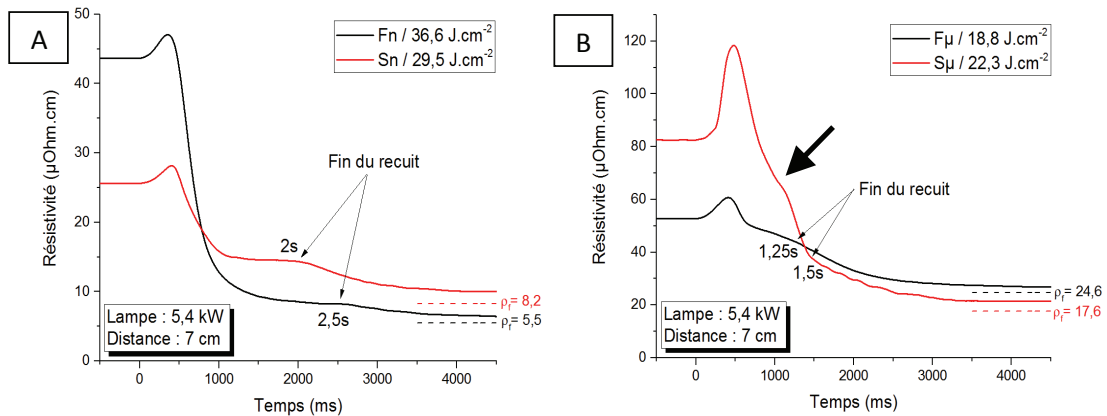 A
50
40
30
20
10
0
Résistivité (µOhm.cm)
Fn / 36,6 J.cm⁻²
Sn / 29,5 J.cm⁻²
Fin du recuit
2s
2,5s
ρf= 8,2
ρf= 5,5
Lampe : 5,4 kW
Distance : 7 cm
0 1000 2000 3000 4000
Temps (ms)
B
120
100
80
60
40
20
0
Résistivité (µOhm.cm)
Fµ / 18,8 J.cm⁻²
Sµ / 22,3 J.cm⁻²
Fin du recuit
1,25s
1,5s
ρf= 24,6
ρf= 17,6
Lampe : 5,4 kW
Distance : 7 cm
0 1000 2000 3000 4000
Temps (ms)